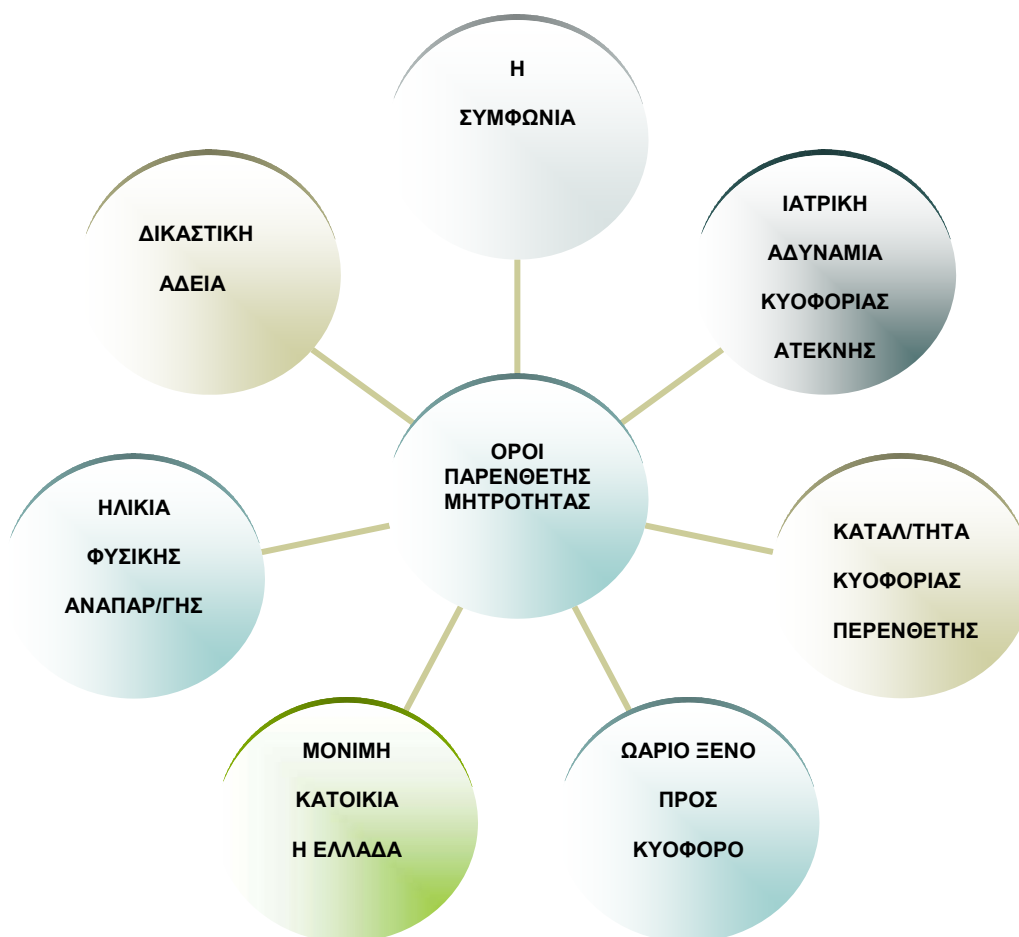 Η
ΣΥΜΦΩΝΙΑ
ΙΑΤΡΙΚΗ
ΑΔΥΝΑΜΙΑ
ΚΥΟΦΟΡΙΑΣ
ΑΤΕΚΝΗΣ
ΚΑΤΑΛ/ΤΗΤΑ
ΚΥΟΦΟΡΙΑΣ
ΠΕΡΕΝΘΕΤΗΣ
ΩΑΡΙΟ ΞΕΝΟ
ΠΡΟΣ
ΚΥΟΦΟΡΟ
ΜΟΝΙΜΗ
ΚΑΤΟΙΚΙΑ
Η ΕΛΛΑΔΑ
ΗΛΙΚΙΑ
ΦΥΣΙΚΗΣ
ΑΝΑΠΑΡ/ΓΗΣ
ΔΙΚΑΣΤΙΚΗ
ΑΔΕΙΑ
ΟΡΟΙ
ΠΑΡΕΝΘΕΤΗΣ
ΜΗΤΡΟΤΗΤΑΣ